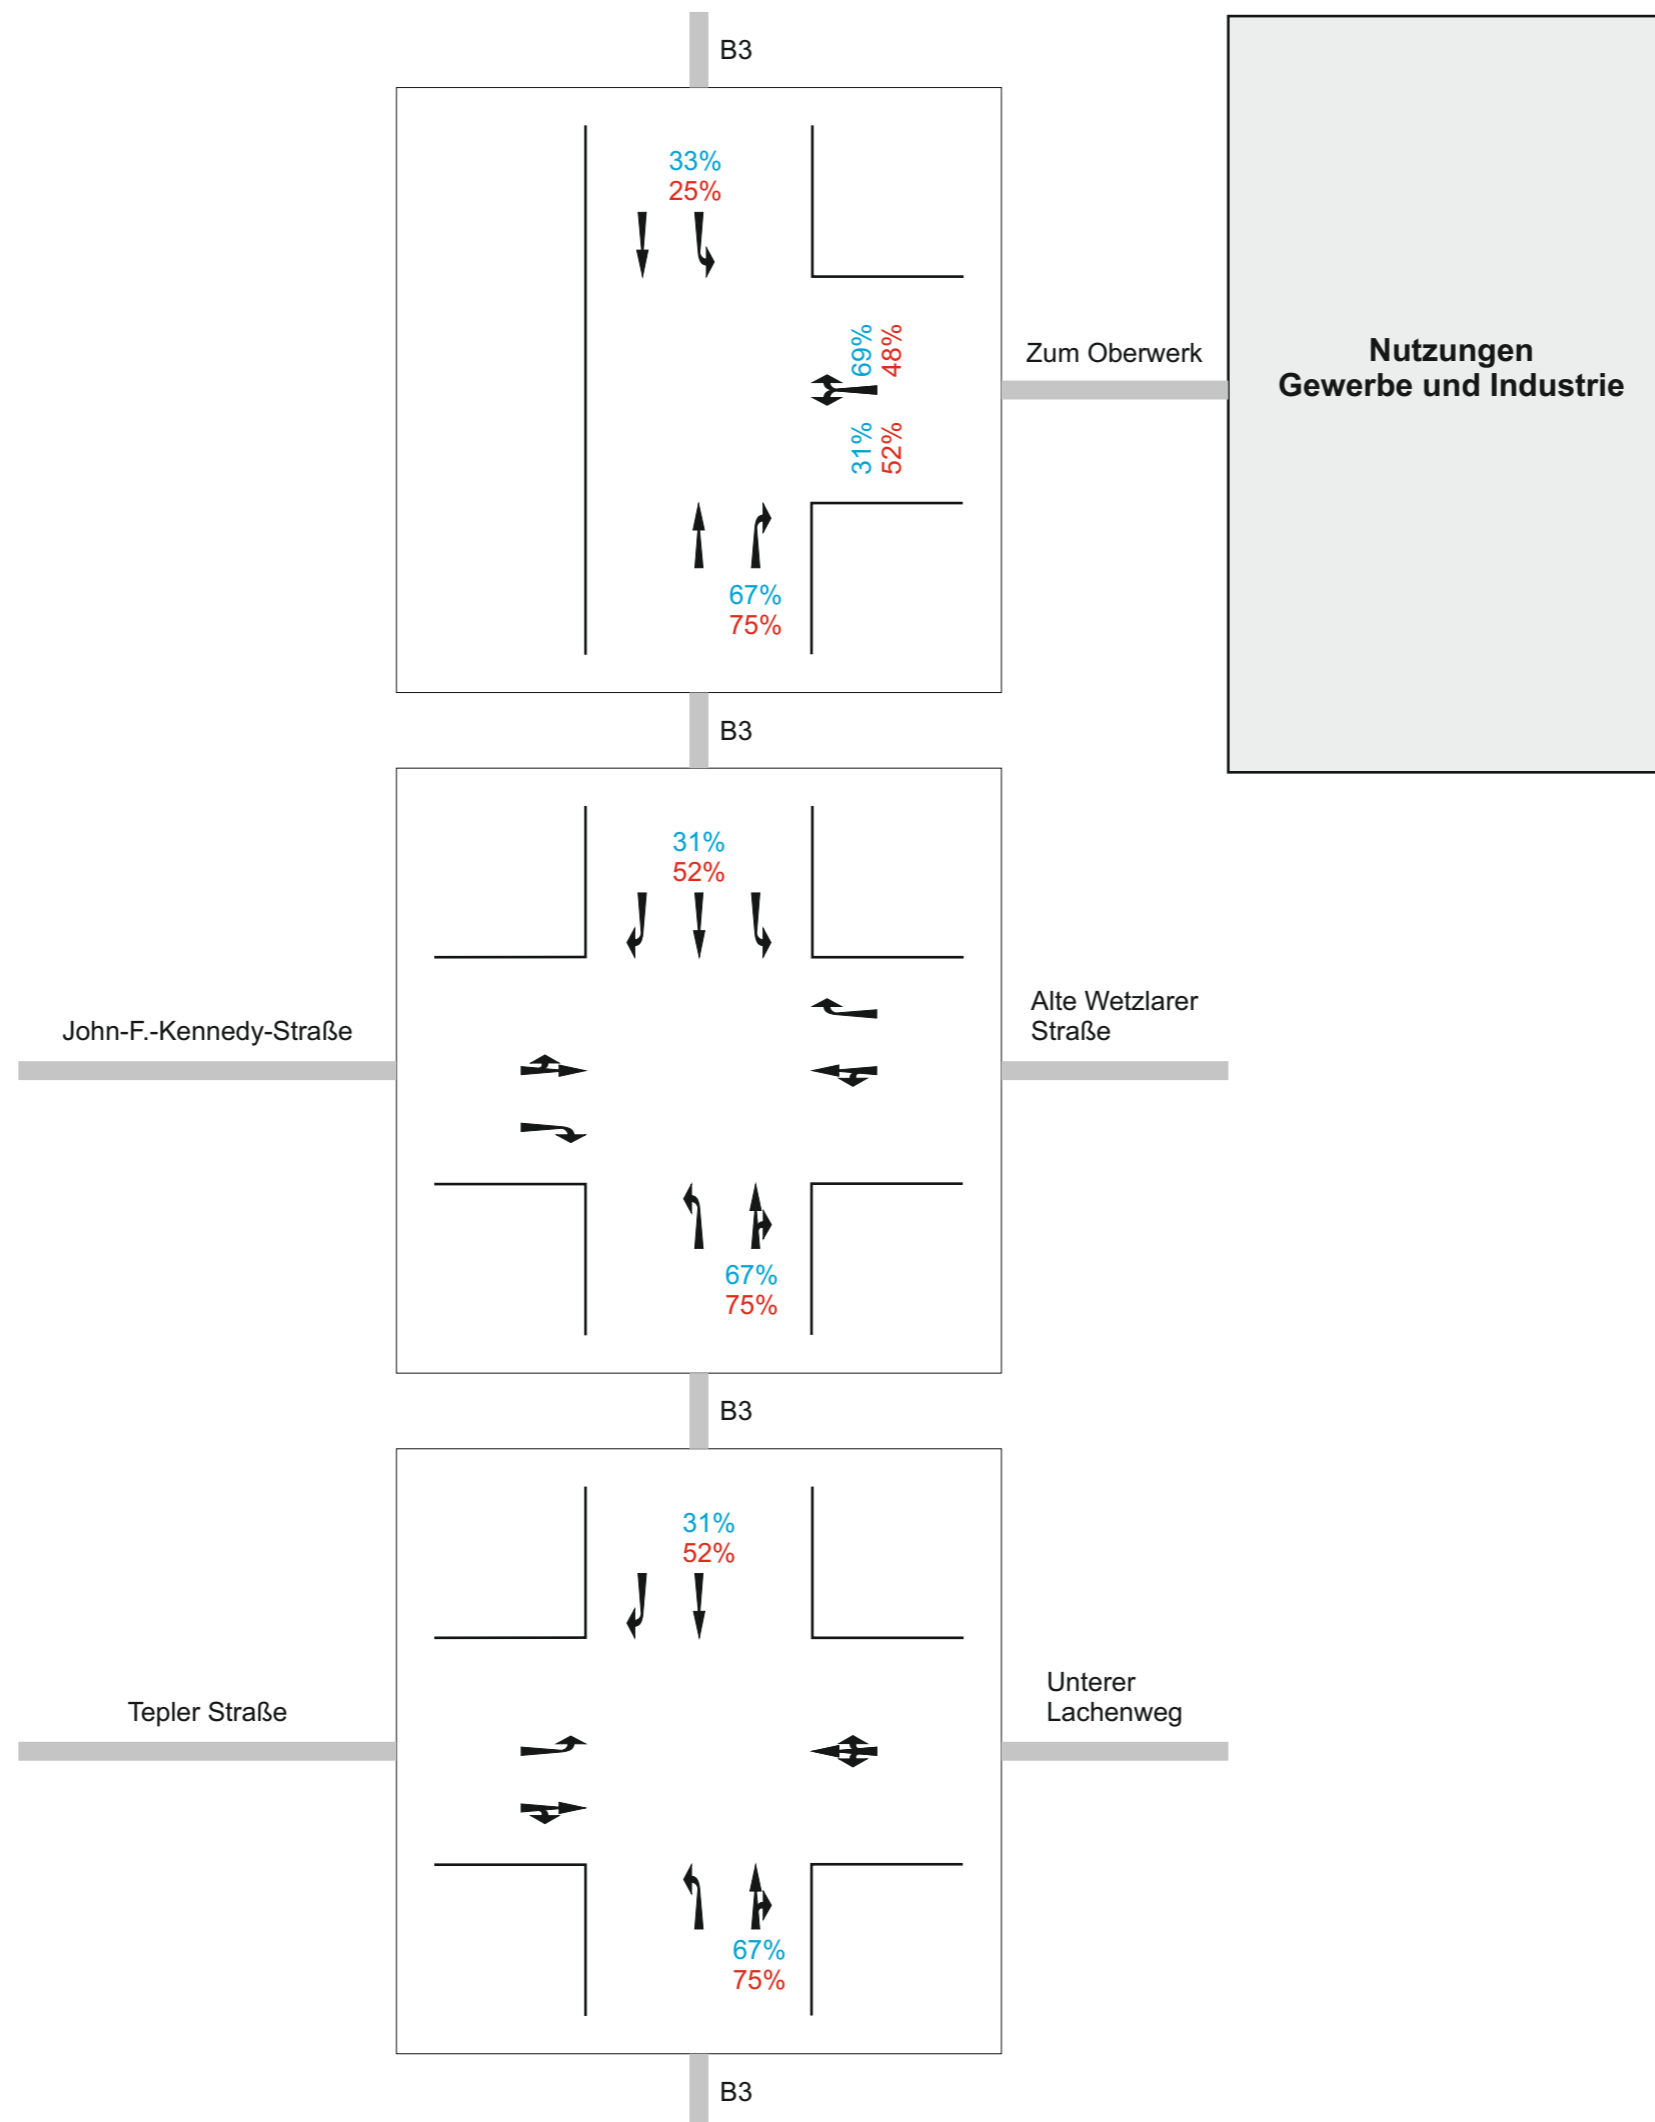 B3
33%
25%
69%
48%
Zum Oberwerk
Nutzungen
Gewerbe und Industrie
31%
52%
67%
75%
B3
31%
52%
John-F.-Kennedy-Straße
Alte Wetzlarer
Straße
67%
75%
B3
31%
52%
Tepler Straße
Unterer
Lachenweg
67%
75%
B3